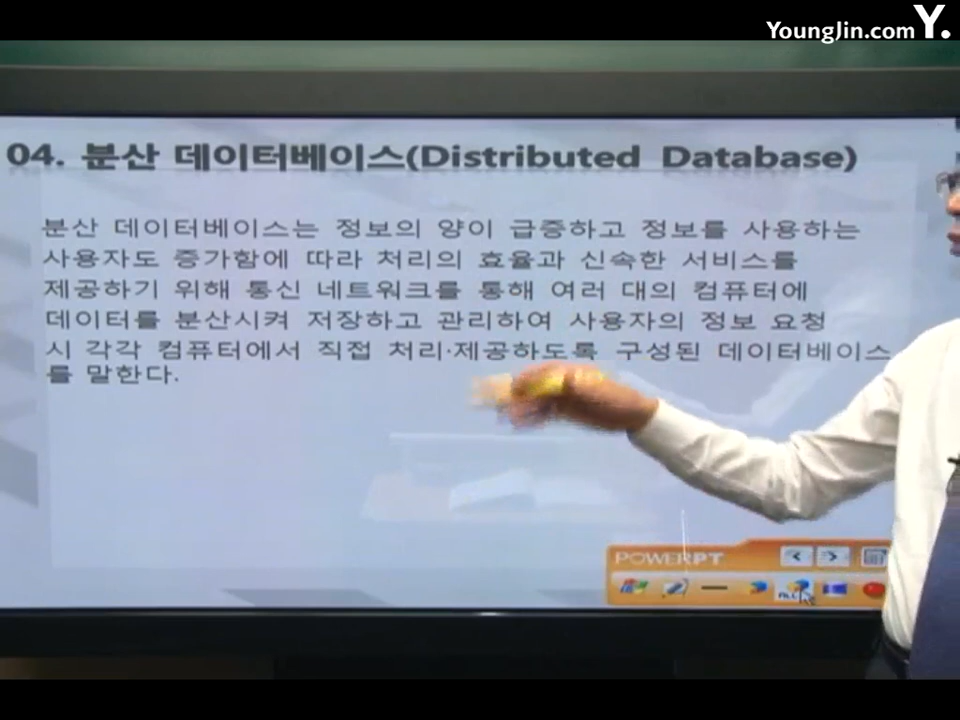 YoungJin.com Y.
04. 분산 데이터베이스(Distributed Database)
분산 데이터베이스는 정보의 양이 급증하고 정보를 사용하는
사용자도 증가함에 따라 처리의 효율과 신속한 서비스를
제공하기 위해 통신 네트워크를 통해 여러 대의 컴퓨터에
데이터를 분산시켜 저장하고 관리하여 사용자의 정보 요청
시 각각 컴퓨터에서 직접 처리·제공하도록 구성된 데이터베이스
를 말한다.
POWERPT